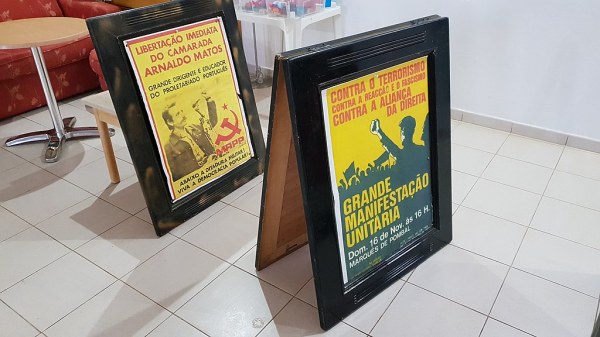 LIBERTAÇÃO IMEDIATA
DO CAMARADA
ARNALDO MATOS
GRANDE DIRIGENTE E EDUCADOR
DO PROLETARIADO PORTUGUÊS
MRPP
ABAIXO A DITADURA MILITAR!
VIVA A DEMOCRACIA POPULAR!
CONTRA O TERRORISMO
CONTRA A REACÇÃO E O FASCISMO
CONTRA A ALIANÇA
DA DIREITA
GRANDE
MANIFESTAÇÃO
UNITÁRIA
Dom. 16 de Nov. às 16 H.
MARQUÊS DE POMBAL